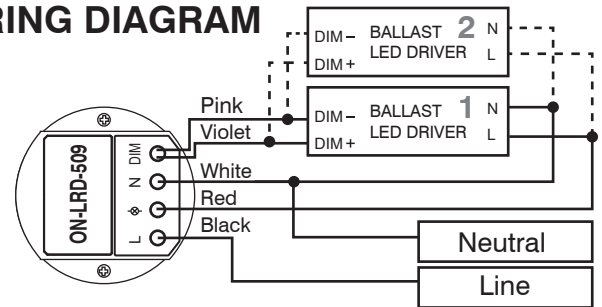 RING DIAGRAM
DIM – BALLAST 2 N
DIM + LED DRIVER L
DIM – BALLAST 1 N
DIM + LED DRIVER L
Pink
Violet
White
Red
Black
ON-LRD-509
DIM
N
L
Neutral
Line